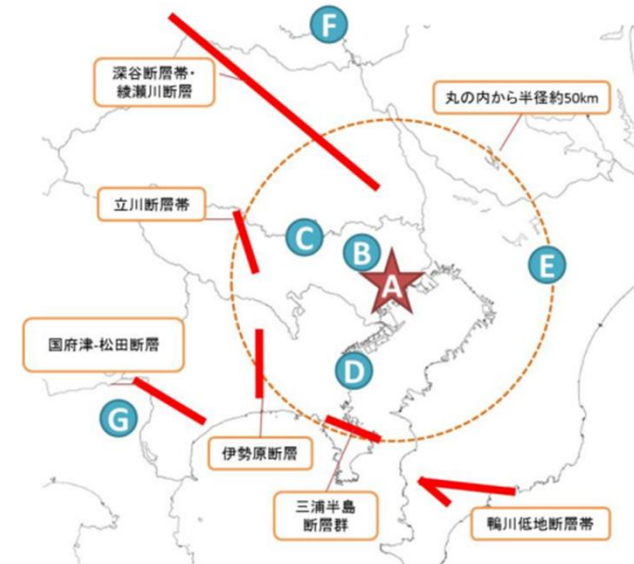 F
深谷断層帯・
綾瀬川断層
丸の内から半径約50km
立川断層帯
C
B
A
E
国府津-松田断層
D
G
伊勢原断層
三浦半島
断層群
鴨川低地断層帯